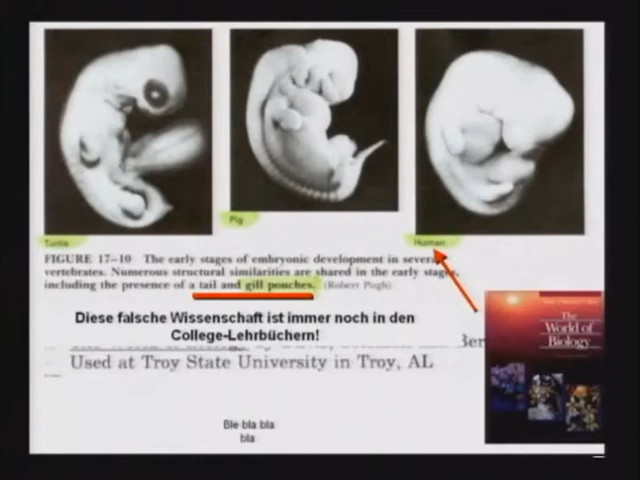 Turtle
Pig
Human
FIGURE 17–10 The early stages of embryonic development in several
vertebrates. Numerous structural similarities are shared in the early stages,
including the presence of a tail and gill pouches. (Robert Pugh)
Diese falsche Wissenschaft ist immer noch in den
College-Lehrbüchern!
Used at Troy State University in Troy, AL
The
World of
Biology
Ble bla bla
bla